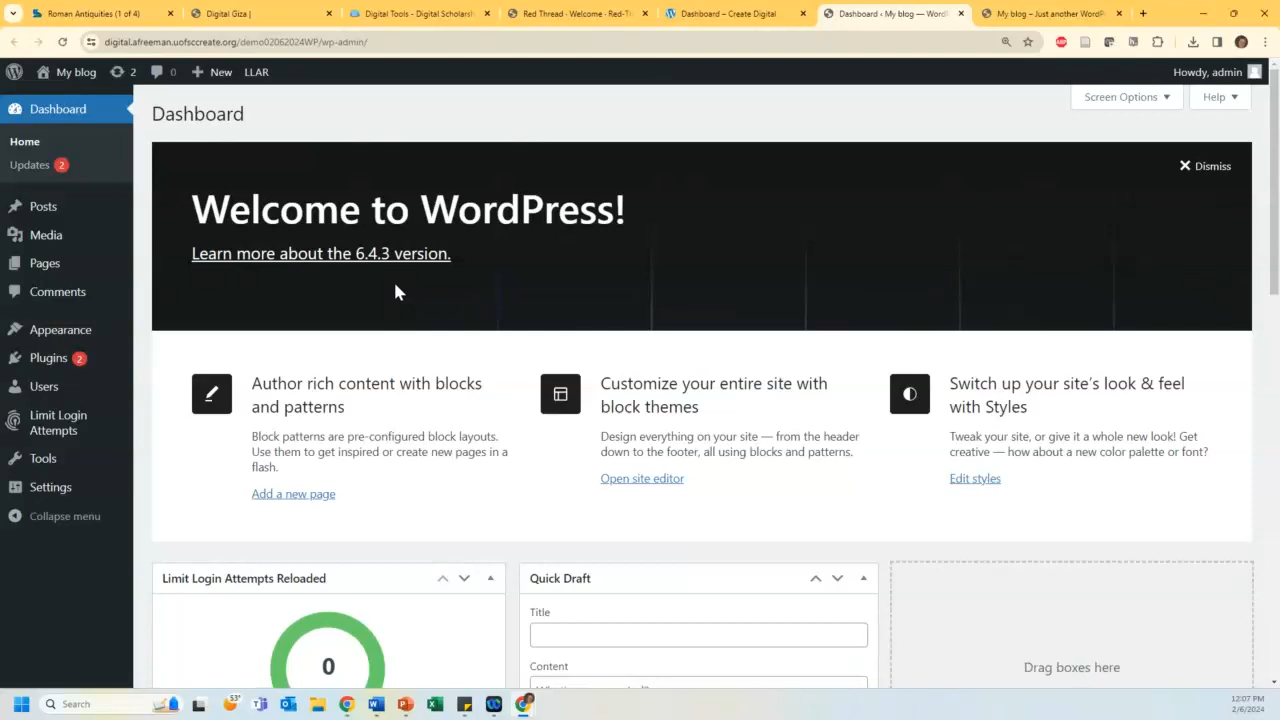 Roman Antiquities (1 of 4)
Digital Giza |
Digital Tools - Digital Scholarsh
Red Thread - Welcome - Red-Th
Dashboard – Create Digital
Dashboard ‹ My blog — WordP
My blog – Just another WordP
digital.afreeman.uofsccreate.org/demo02062024WP/wp-admin/
My blog
2
0
New
LLAR
Howdy, admin
Dashboard
Home
Updates 2
Posts
Media
Pages
Comments
Appearance
Plugins 2
Users
Limit Login
Attempts
Tools
Settings
Collapse menu
Dashboard
Screen Options
Help
Dismiss
Welcome to WordPress!
Learn more about the 6.4.3 version.
Author rich content with blocks
and patterns
Block patterns are pre-configured block layouts.
Use them to get inspired or create new pages in a
flash.
Add a new page
Customize your entire site with
block themes
Design everything on your site — from the header
down to the footer, all using blocks and patterns.
Open site editor
Switch up your site’s look & feel
with Styles
Tweak your site, or give it a whole new look! Get
creative — how about a new color palette or font?
Edit styles
Limit Login Attempts Reloaded
0
Quick Draft
Title
Content
Drag boxes here
Search
53°
12:07 PM
2/6/2024